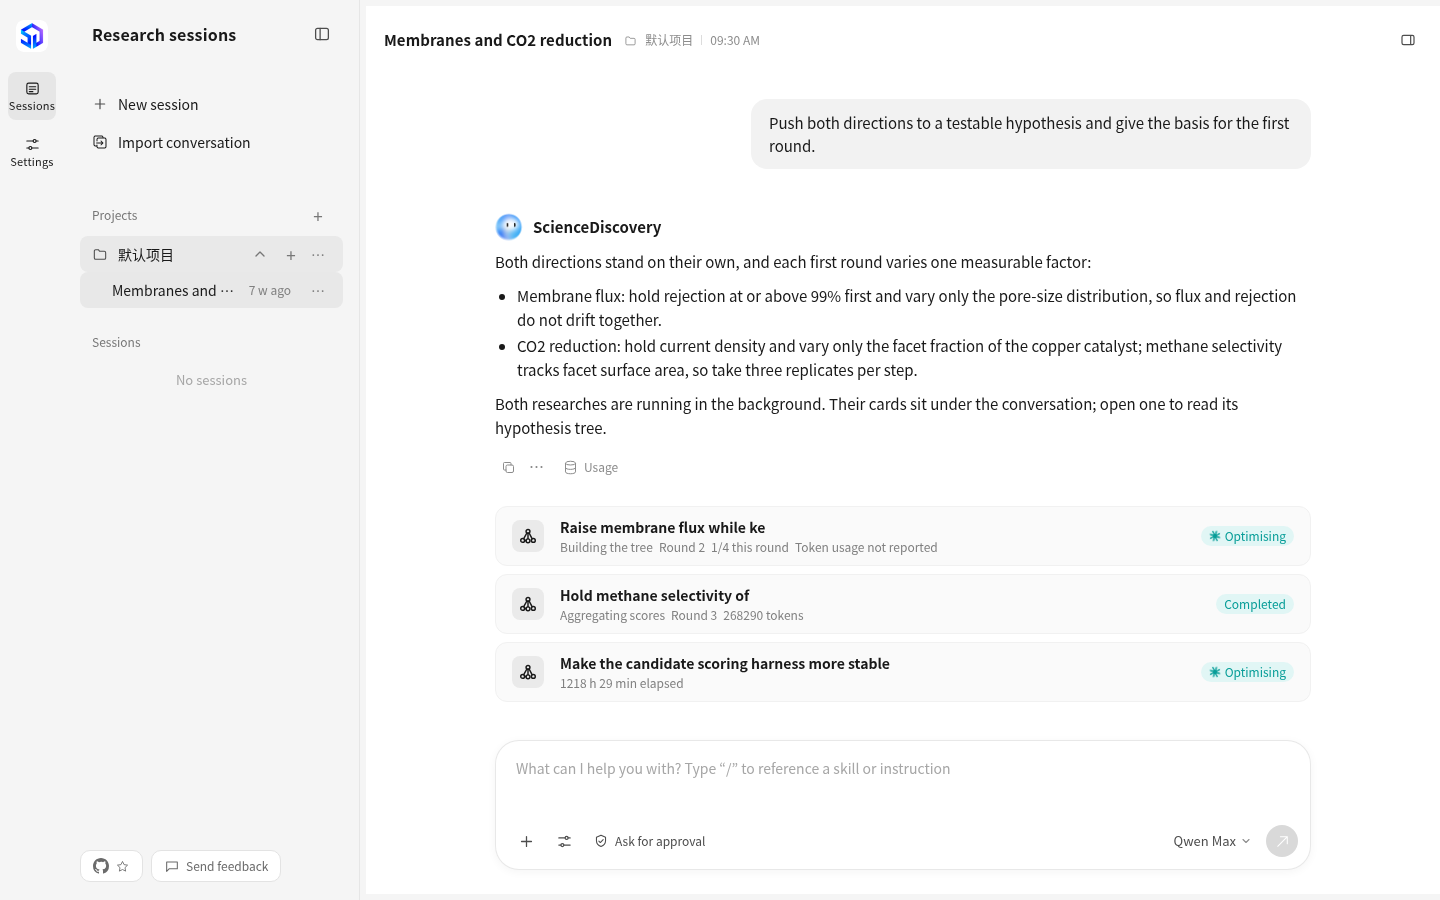 Research sessions
Sessions
Settings
New session
Import conversation
Projects
默认项目
Membranes and ··· 7 w ago
Sessions
No sessions
Send feedback
Membranes and CO2 reduction 默认项目 09:30 AM
Push both directions to a testable hypothesis and give the basis for the first
round.
ScienceDiscovery
Both directions stand on their own, and each first round varies one measurable factor:
• Membrane flux: hold rejection at or above 99% first and vary only the pore-size distribution, so flux and rejection
do not drift together.
• CO2 reduction: hold current density and vary only the facet fraction of the copper catalyst; methane selectivity
tracks facet surface area, so take three replicates per step.
Both researches are running in the background. Their cards sit under the conversation; open one to read its
hypothesis tree.
Usage
Raise membrane flux while ke
Building the tree Round 2 1/4 this round Token usage not reported
Optimising
Hold methane selectivity of
Aggregating scores Round 3 268290 tokens
Completed
Make the candidate scoring harness more stable
1218 h 29 min elapsed
Optimising
What can I help you with? Type “/” to reference a skill or instruction
Ask for approval
Qwen Max